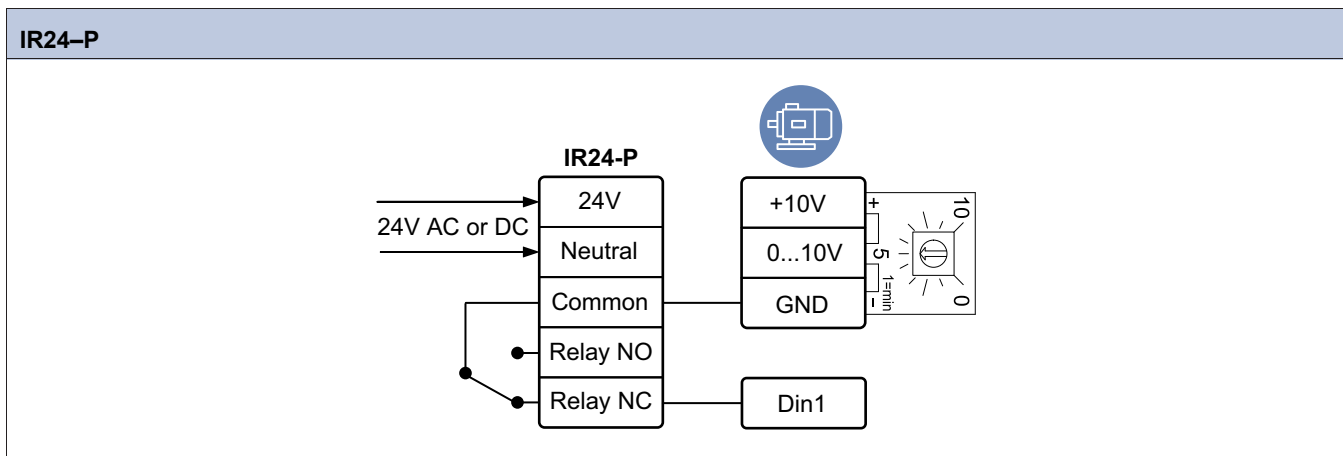 IR24–P
IR24-P
24V AC or DC
24V
Neutral
Common
Relay NO
Relay NC
+10V
0...10V
GND
Din1
+
-
10
5
1=min
0